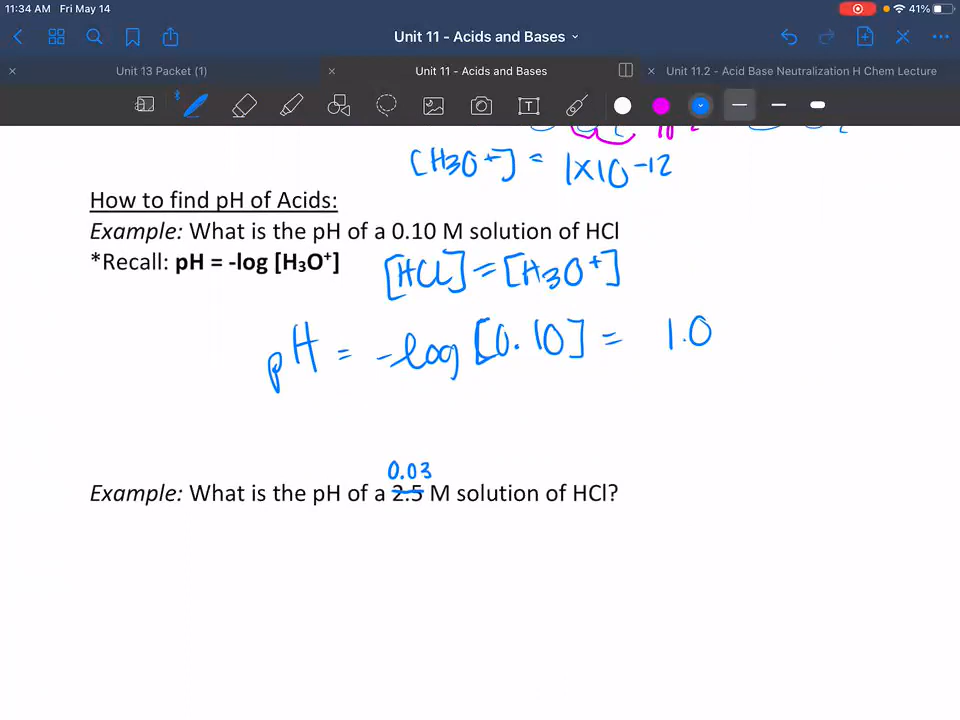 11:34 AM Fri May 14
41%
Unit 11 - Acids and Bases
Unit 13 Packet (1)
Unit 11 - Acids and Bases
Unit 11.2 - Acid Base Neutralization H Chem Lecture
[H3O+] = 1X10-12
How to find pH of Acids:
Example: What is the pH of a 0.10 M solution of HCl
*Recall: pH = -log [H₃O⁺]
[HCl] = [H3O+]
pH = -log [0.10] = 1.0
0.03
Example: What is the pH of a 2.5 M solution of HCl?